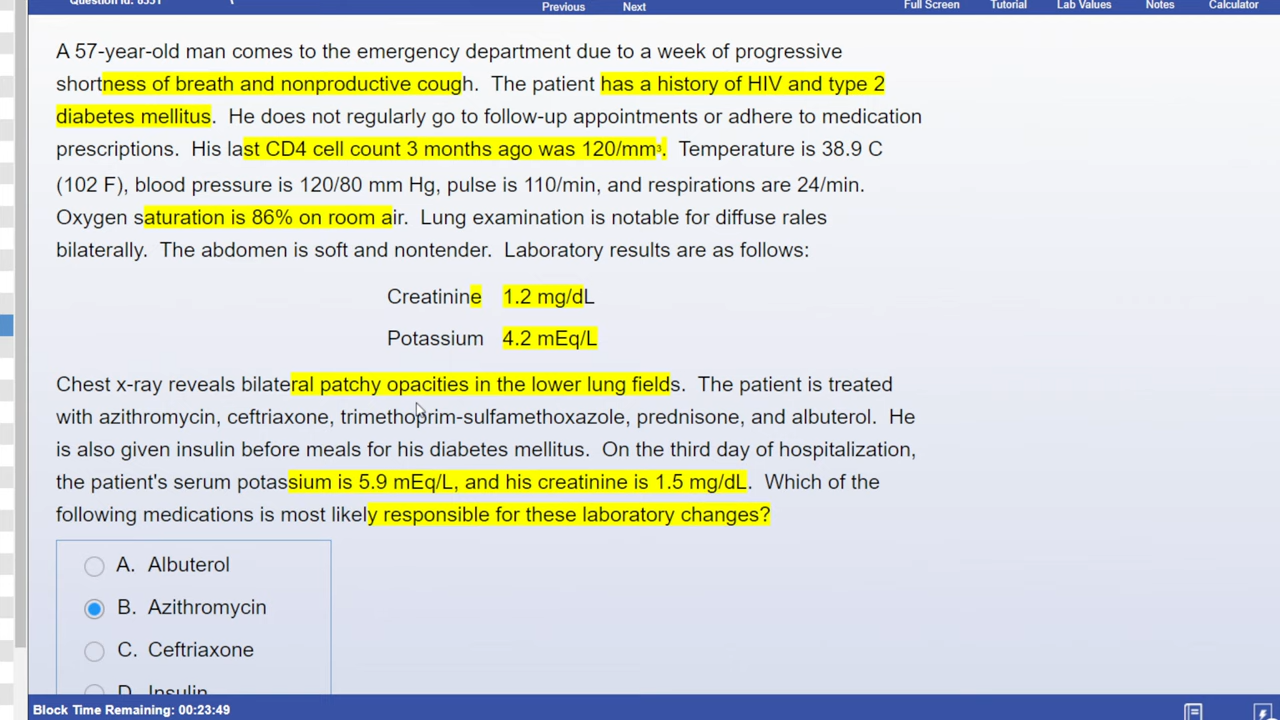 Previous
Next
Full Screen
Tutorial
Lab Values
Notes
Calculator
A 57-year-old man comes to the emergency department due to a week of progressive
shortness of breath and nonproductive cough. The patient has a history of HIV and type 2
diabetes mellitus. He does not regularly go to follow-up appointments or adhere to medication
prescriptions. His last CD4 cell count 3 months ago was 120/mm³. Temperature is 38.9 C
(102 F), blood pressure is 120/80 mm Hg, pulse is 110/min, and respirations are 24/min.
Oxygen saturation is 86% on room air. Lung examination is notable for diffuse rales
bilaterally. The abdomen is soft and nontender. Laboratory results are as follows:
Creatinine 1.2 mg/dL
Potassium 4.2 mEq/L
Chest x-ray reveals bilateral patchy opacities in the lower lung fields. The patient is treated
with azithromycin, ceftriaxone, trimethoprim-sulfamethoxazole, prednisone, and albuterol. He
is also given insulin before meals for his diabetes mellitus. On the third day of hospitalization,
the patient's serum potassium is 5.9 mEq/L, and his creatinine is 1.5 mg/dL. Which of the
following medications is most likely responsible for these laboratory changes?
A. Albuterol
B. Azithromycin
C. Ceftriaxone
D. Insulin
Block Time Remaining: 00:23:49